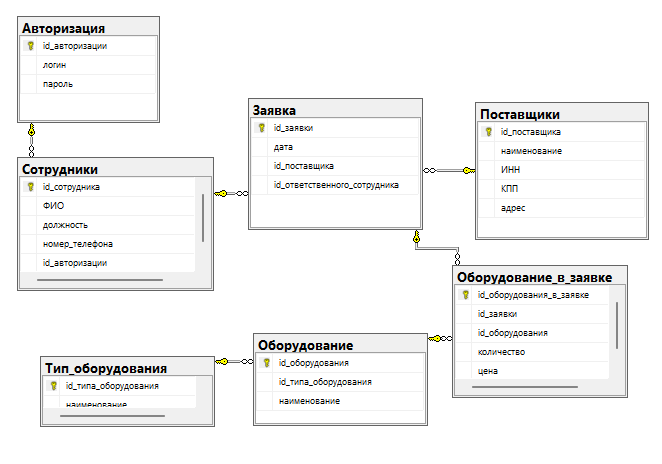 Авторизация
id_авторизации
логин
пароль
Сотрудники
id_сотрудника
ФИО
должность
номер_телефона
id_авторизации
Заявка
id_заявки
дата
id_поставщика
id_ответственного_сотрудника
Поставщики
id_поставщика
наименование
ИНН
КПП
адрес
Оборудование_в_заявке
id_оборудования_в_заявке
id_заявки
id_оборудования
количество
цена
Оборудование
id_оборудования
id_типа_оборудования
наименование
Тип_оборудования
id_типа_оборудования
наименование